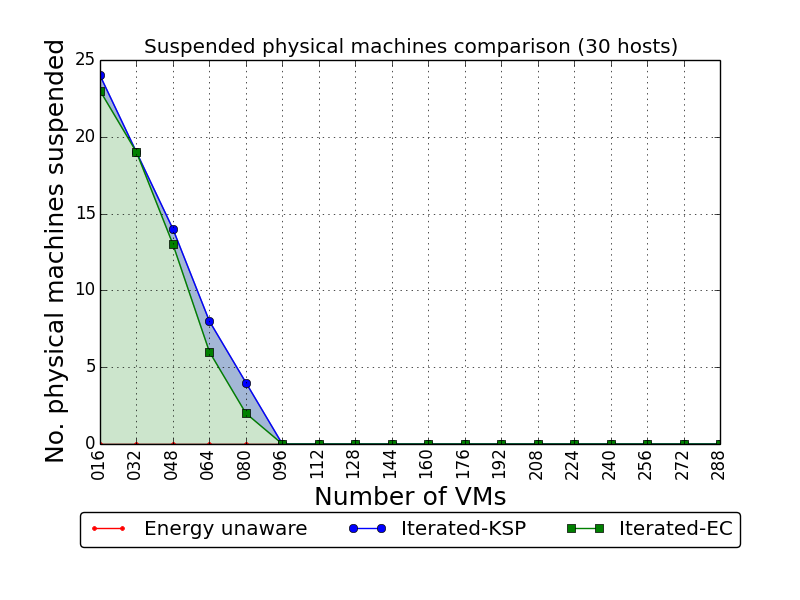 Suspended physical machines comparison (30 hosts)
No. physical machines suspended
25
20
15
10
5
0
016 032 048 064 080 096 112 128 144 160 176 192 208 224 240 256 272 288
Number of VMs
Energy unaware Iterated-KSP Iterated-EC